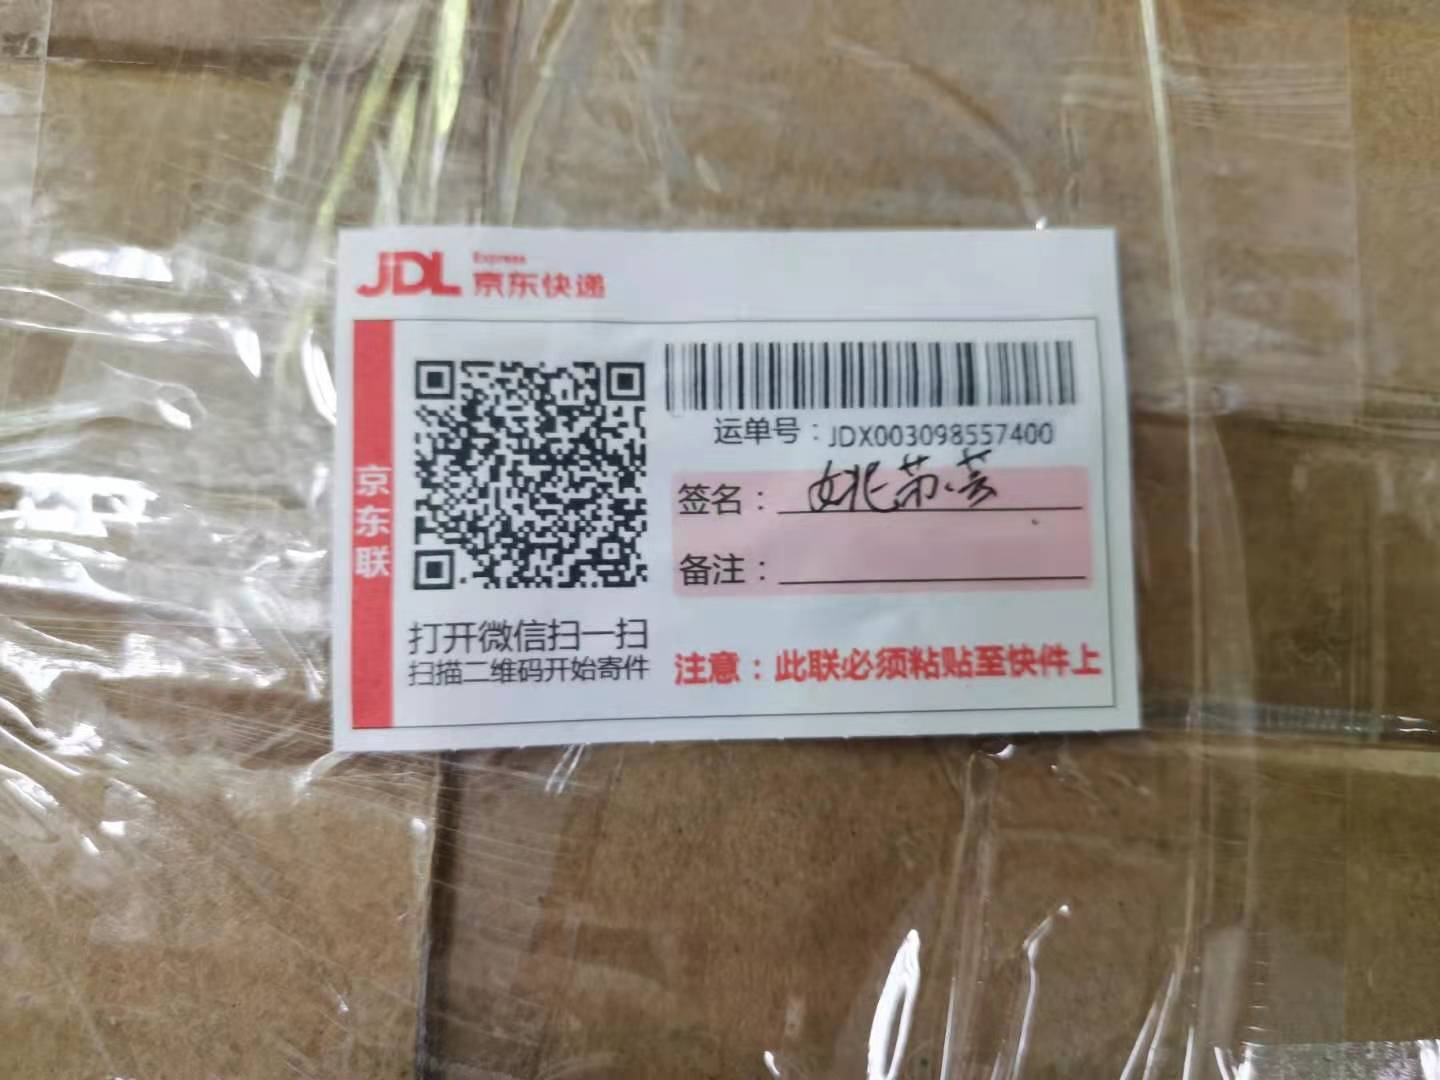 JDL Express
京东快递
京东联
运单号：JDX003098557400
签名：姚苏芸
备注：
打开微信扫一扫
扫描二维码开始寄件
注意：此联必须粘贴至快件上